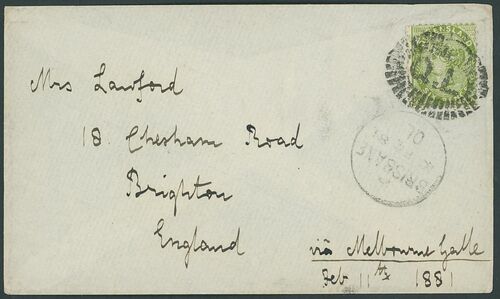 Mrs Lawford
18 Chesham Road
Brighton
England
via Melbourne Galle
Feb 11th 1881
BRISBANE